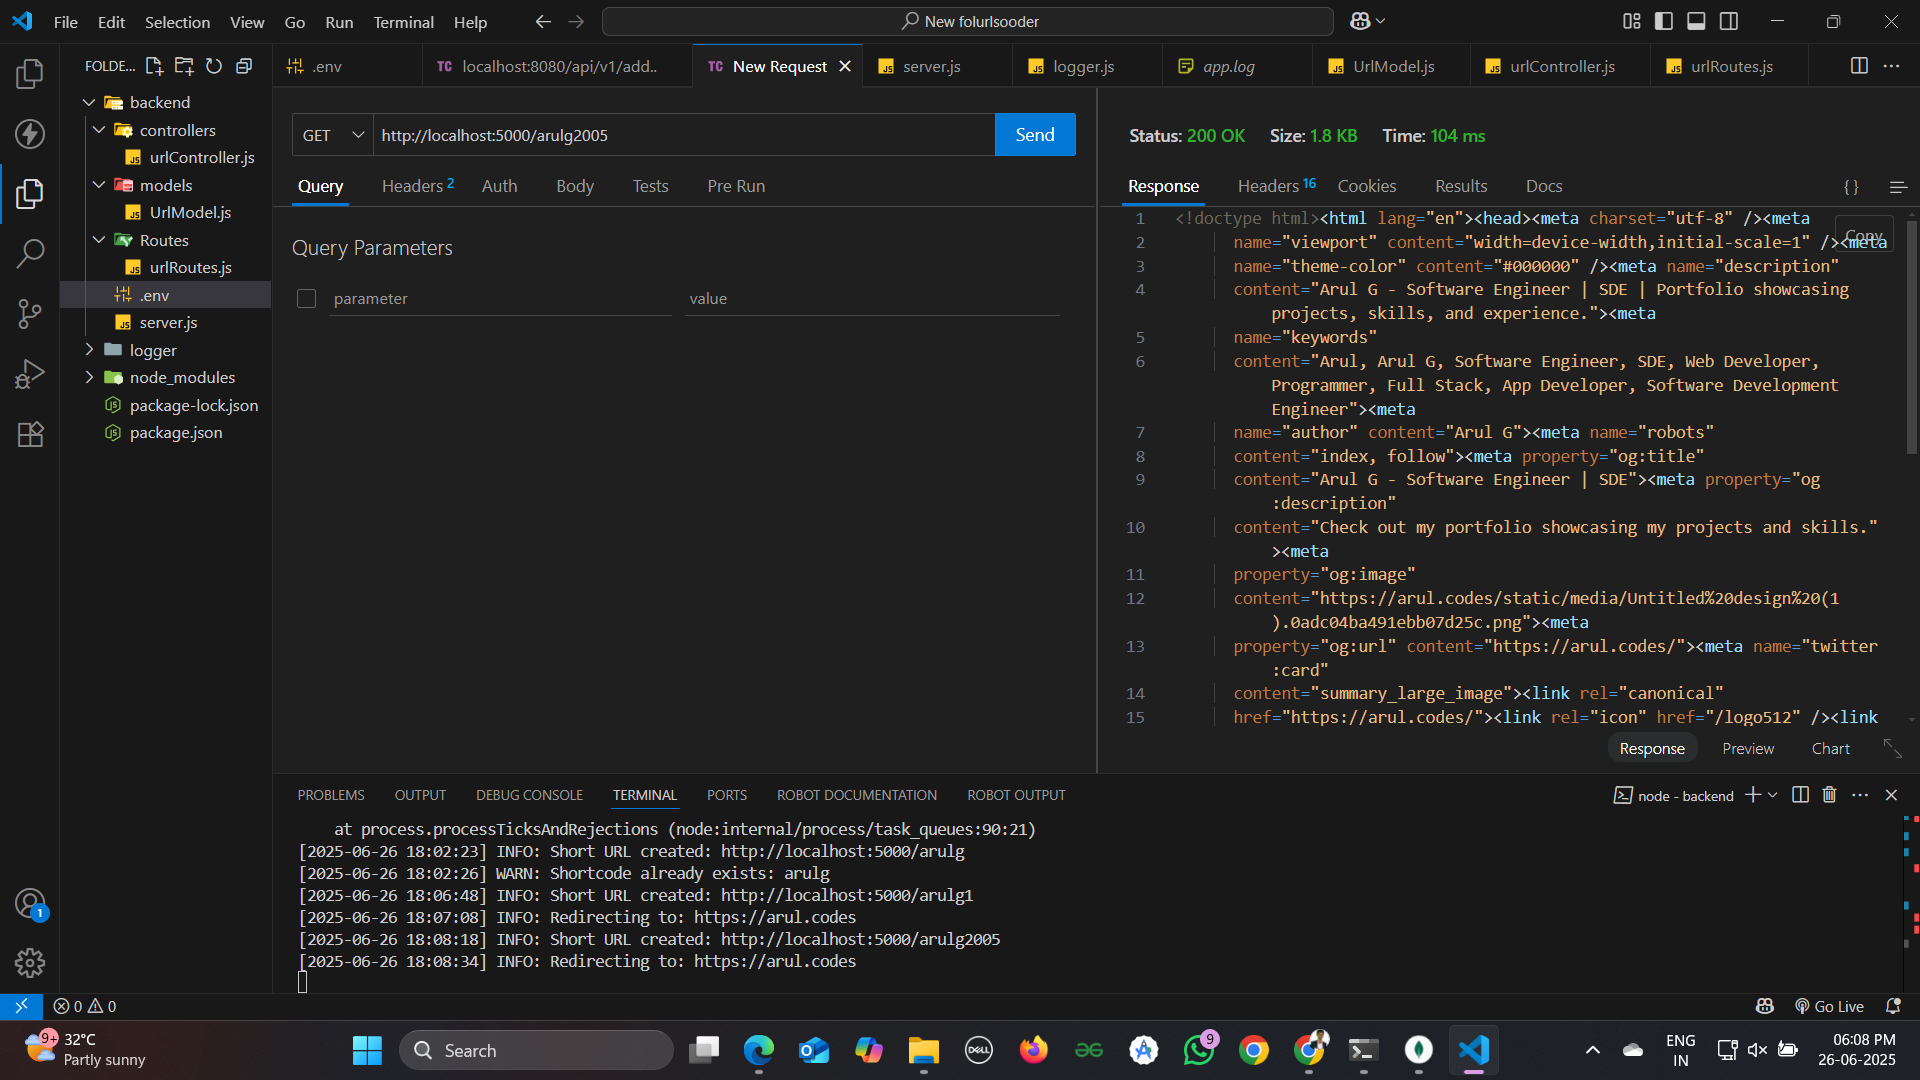 File Edit Selection View Go Run Terminal Help
New folurlsooder
FOLDE...
.env
TC localhost:8080/api/v1/add..
TC New Request
server.js
logger.js
app.log
UrlModel.js
urlController.js
urlRoutes.js
backend
controllers
urlController.js
models
UrlModel.js
Routes
urlRoutes.js
.env
server.js
logger
node_modules
package-lock.json
package.json
GET
http://localhost:5000/arulg2005
Send
Query Headers 2 Auth Body Tests Pre Run
Query Parameters
parameter value
Status: 200 OK Size: 1.8 KB Time: 104 ms
Response Headers 16 Cookies Results Docs
{ }
Copy
1 <!doctype html><html lang="en"><head><meta charset="utf-8" /><meta
2 name="viewport" content="width=device-width,initial-scale=1" /><meta
3 name="theme-color" content="#000000" /><meta name="description"
4 content="Arul G - Software Engineer | SDE | Portfolio showcasing
projects, skills, and experience."><meta
5 name="keywords"
6 content="Arul, Arul G, Software Engineer, SDE, Web Developer,
Programmer, Full Stack, App Developer, Software Development
Engineer"><meta
7 name="author" content="Arul G"><meta name="robots"
8 content="index, follow"><meta property="og:title"
9 content="Arul G - Software Engineer | SDE"><meta property="og
:description"
10 content="Check out my portfolio showcasing my projects and skills."
><meta
11 property="og:image"
12 content="https://arul.codes/static/media/Untitled%20design%20(1
).0adc04ba491ebb07d25c.png"><meta
13 property="og:url" content="https://arul.codes/"><meta name="twitter
:card"
14 content="summary_large_image"><link rel="canonical"
15 href="https://arul.codes/"><link rel="icon" href="/logo512" /><link
Response Preview Chart
PROBLEMS OUTPUT DEBUG CONSOLE TERMINAL PORTS ROBOT DOCUMENTATION ROBOT OUTPUT
node - backend
at process.processTicksAndRejections (node:internal/process/task_queues:90:21)
[2025-06-26 18:02:23] INFO: Short URL created: http://localhost:5000/arulg
[2025-06-26 18:02:26] WARN: Shortcode already exists: arulg
[2025-06-26 18:06:48] INFO: Short URL created: http://localhost:5000/arulg1
[2025-06-26 18:07:08] INFO: Redirecting to: https://arul.codes
[2025-06-26 18:08:18] INFO: Short URL created: http://localhost:5000/arulg2005
[2025-06-26 18:08:34] INFO: Redirecting to: https://arul.codes
1
0 0
Go Live
9+
32°C
Partly sunny
Search
DELL
9
ENG
IN
06:08 PM
26-06-2025